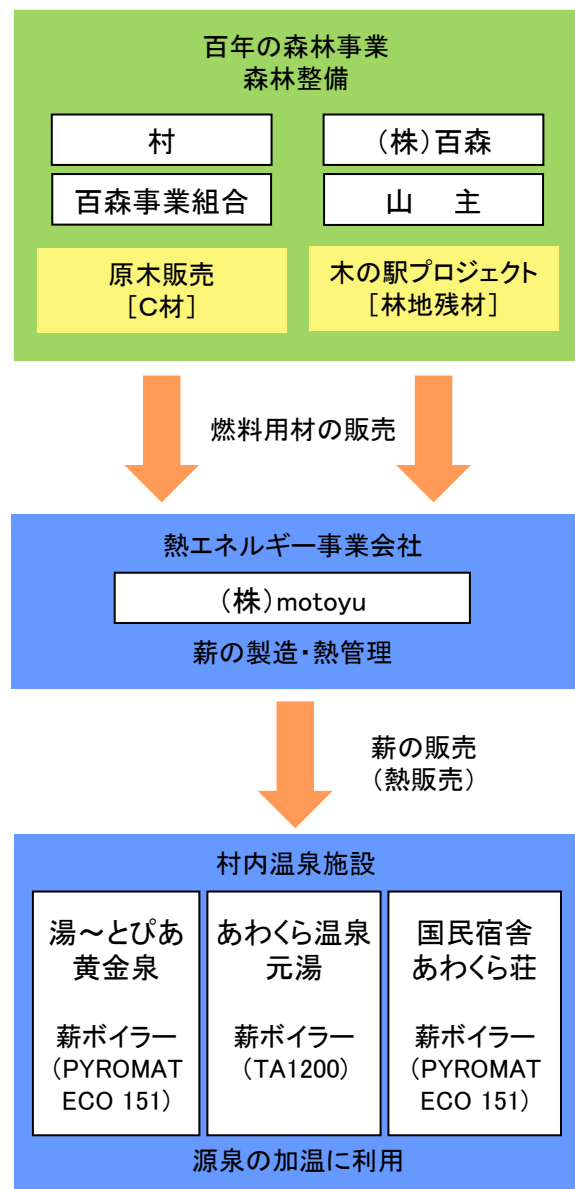 百年の森林事業
森林整備
村
(株)百森
百森事業組合
山　主
原木販売
[C材]
木の駅プロジェクト
[林地残材]
燃料用材の販売
熱エネルギー事業会社
(株)motoyu
薪の製造・熱管理
薪の販売
(熱販売)
村内温泉施設
湯～とぴあ
黄金泉
薪ボイラー
(PYROMAT
ECO 151)
あわくら温泉
元湯
薪ボイラー
(TA1200)
国民宿舎
あわくら荘
薪ボイラー
(PYROMAT
ECO 151)
源泉の加温に利用